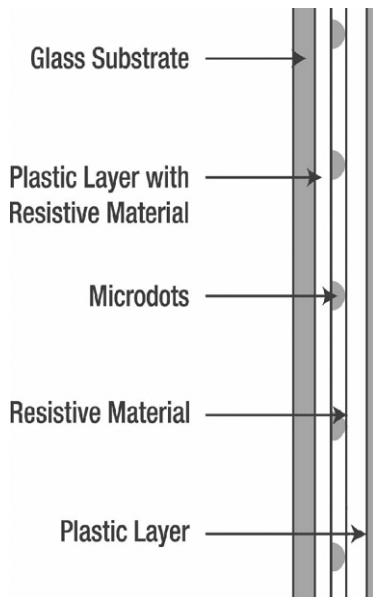 Glass Substrate
Plastic Layer with
Resistive Material
Microdots
Resistive Material
Plastic Layer